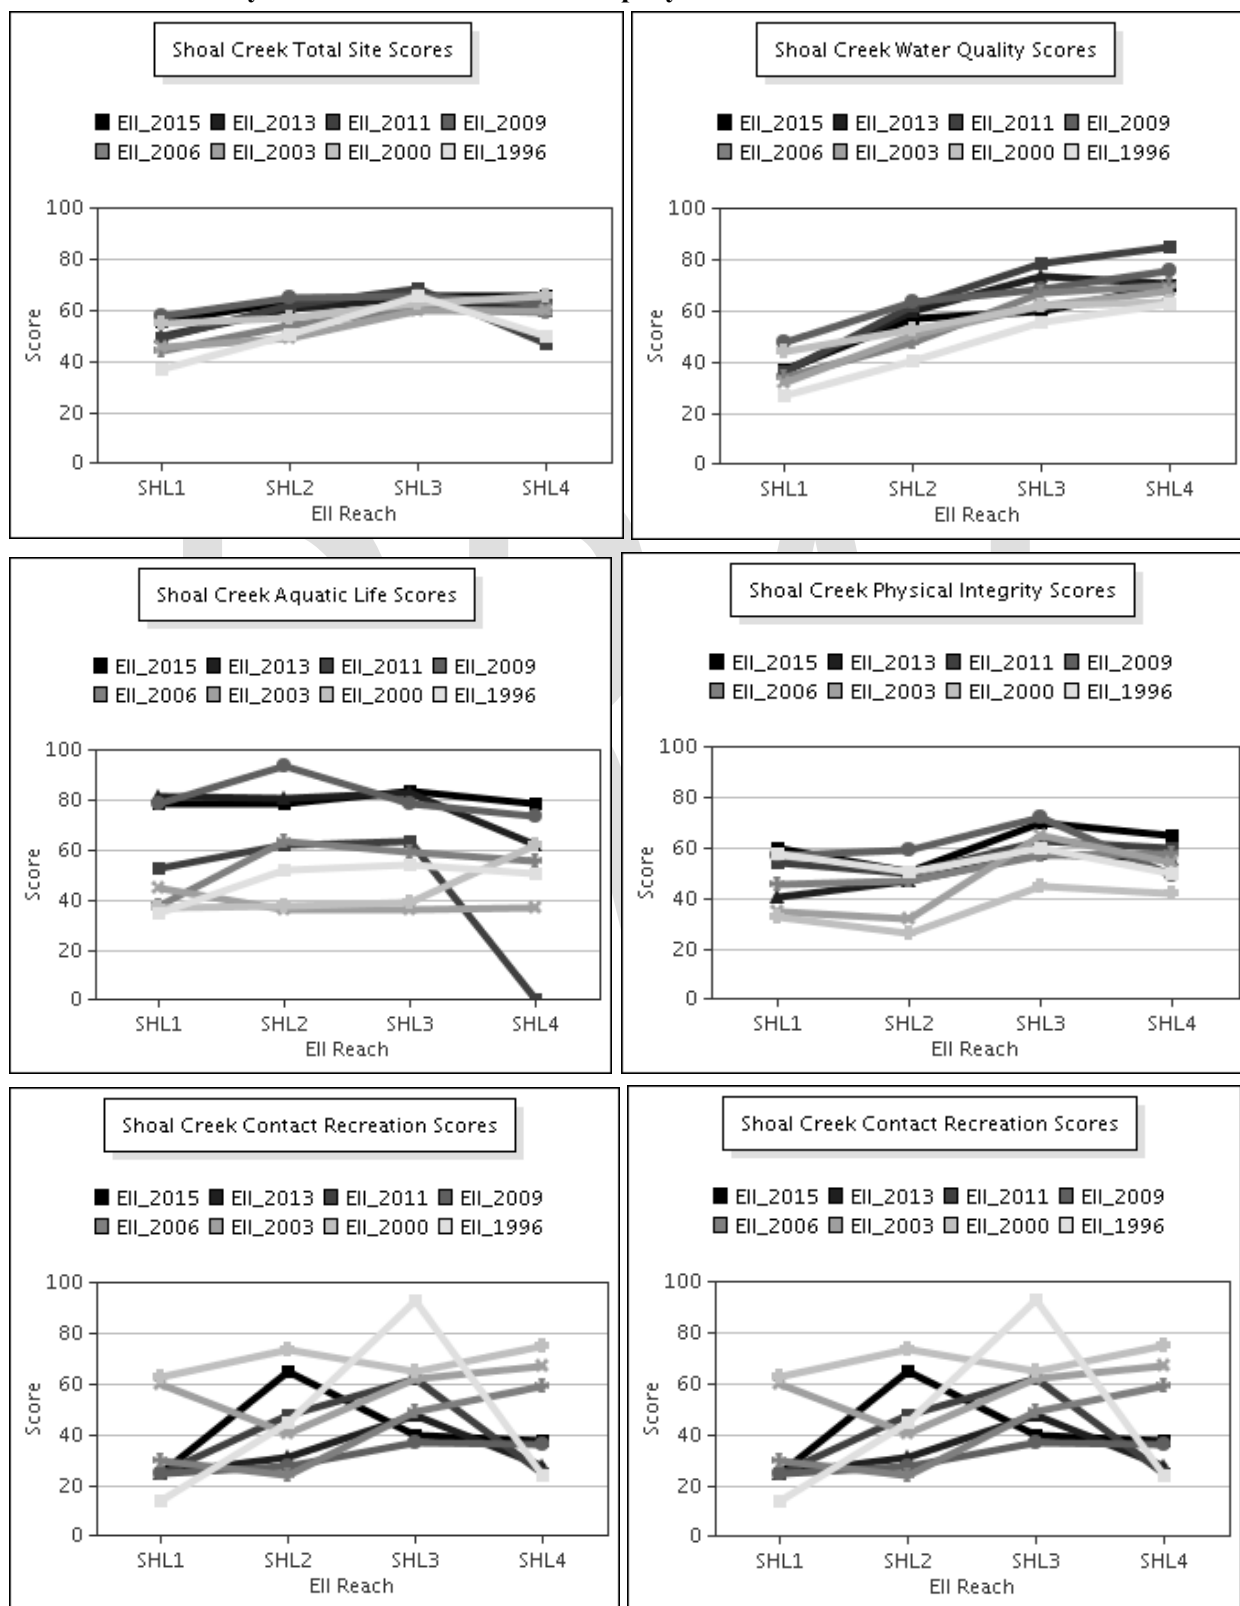 Shoal Creek Total Site Scores
EII_2015 EII_2013 EII_2011 EII_2009
EII_2006 EII_2003 EII_2000 EII_1996
100
80
60
40
20
0
Score
SHL1 SHL2 SHL3 SHL4
EII Reach
Shoal Creek Water Quality Scores
EII_2015 EII_2013 EII_2011 EII_2009
EII_2006 EII_2003 EII_2000 EII_1996
100
80
60
40
20
0
Score
SHL1 SHL2 SHL3 SHL4
EII Reach
Shoal Creek Aquatic Life Scores
EII_2015 EII_2013 EII_2011 EII_2009
EII_2006 EII_2003 EII_2000 EII_1996
100
80
60
40
20
0
Score
SHL1 SHL2 SHL3 SHL4
EII Reach
Shoal Creek Physical Integrity Scores
EII_2015 EII_2013 EII_2011 EII_2009
EII_2006 EII_2003 EII_2000 EII_1996
100
80
60
40
20
0
Score
SHL1 SHL2 SHL3 SHL4
EII Reach
Shoal Creek Contact Recreation Scores
EII_2015 EII_2013 EII_2011 EII_2009
EII_2006 EII_2003 EII_2000 EII_1996
100
80
60
40
20
0
Score
SHL1 SHL2 SHL3 SHL4
EII Reach
Shoal Creek Contact Recreation Scores
EII_2015 EII_2013 EII_2011 EII_2009
EII_2006 EII_2003 EII_2000 EII_1996
100
80
60
40
20
0
Score
SHL1 SHL2 SHL3 SHL4
EII Reach